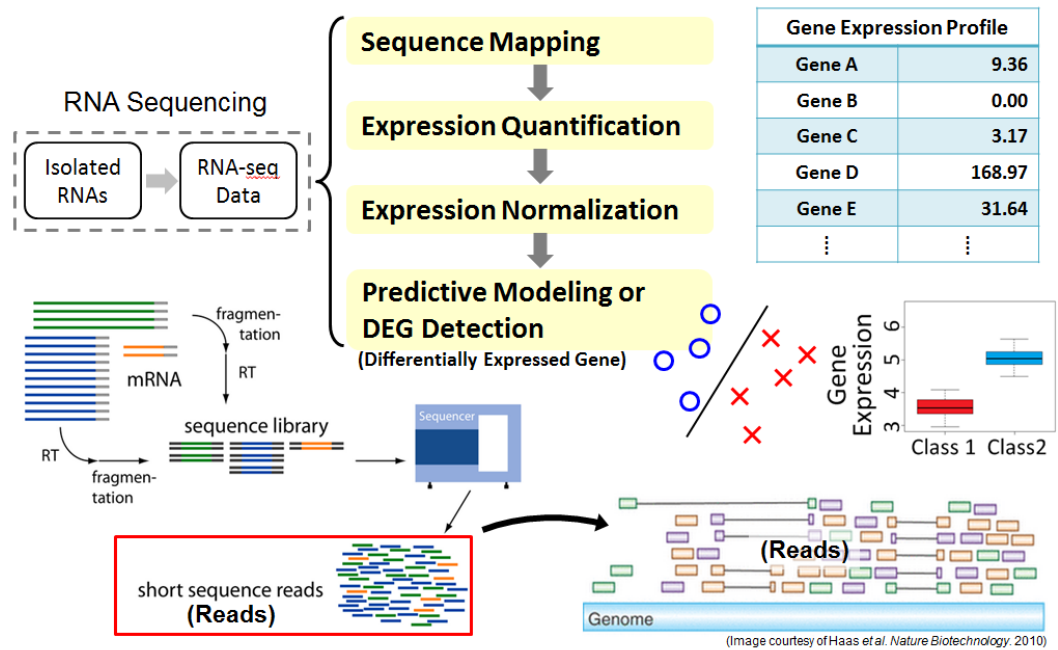 RNA Sequencing
Isolated
RNAs
RNA-seq
Data
Sequence Mapping
Expression Quantification
Expression Normalization
Predictive Modeling or
DEG Detection
(Differentially Expressed Gene)
Gene Expression Profile
Gene A 9.36
Gene B 0.00
Gene C 3.17
Gene D 168.97
Gene E 31.64
⋮ ⋮
fragmen-
tation
RT
mRNA
RT
fragmen-
tation
sequence library
Sequencer
short sequence reads
(Reads)
Gene
Expression
6
5
4
3
Class 1
Class2
(Reads)
Genome
(Image courtesy of Haas et al. Nature Biotechnology. 2010)